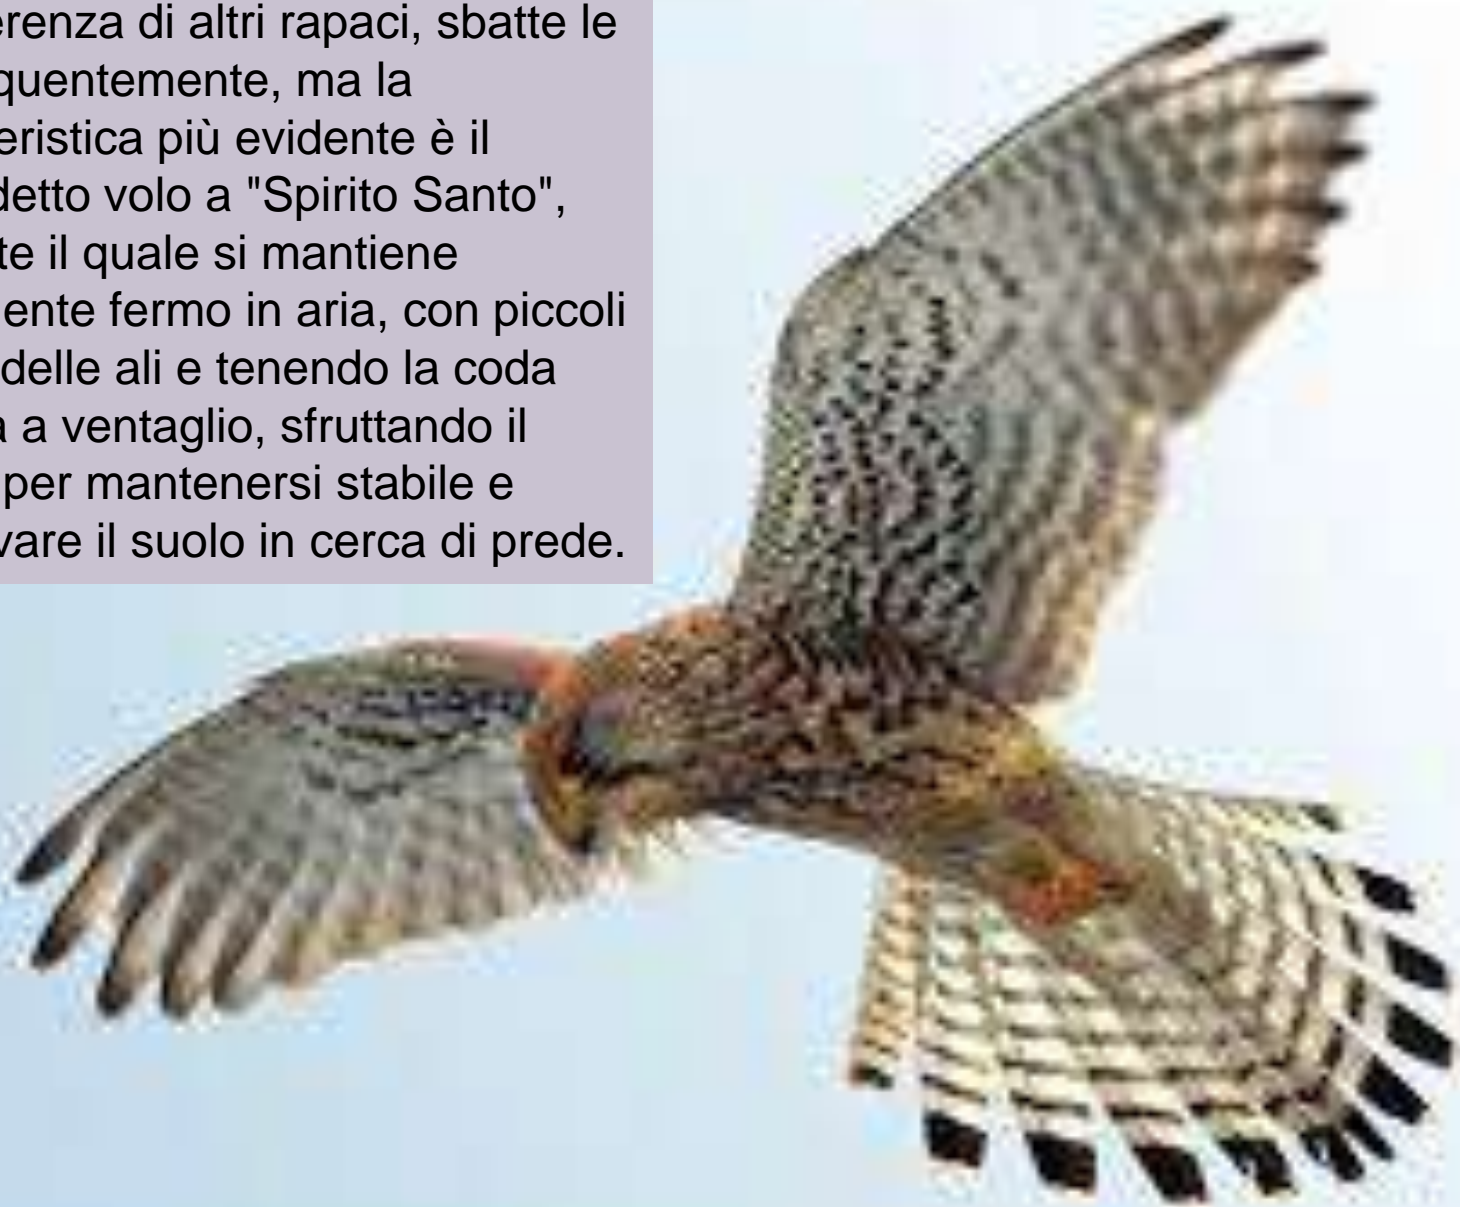 erenza di altri rapaci, sbatte le
quentemente, ma la
eristica più evidente è il
detto volo a "Spirito Santo",
te il quale si mantiene
ente fermo in aria, con piccoli
delle ali e tenendo la coda
a a ventaglio, sfruttando il
per mantenersi stabile e
vare il suolo in cerca di prede.